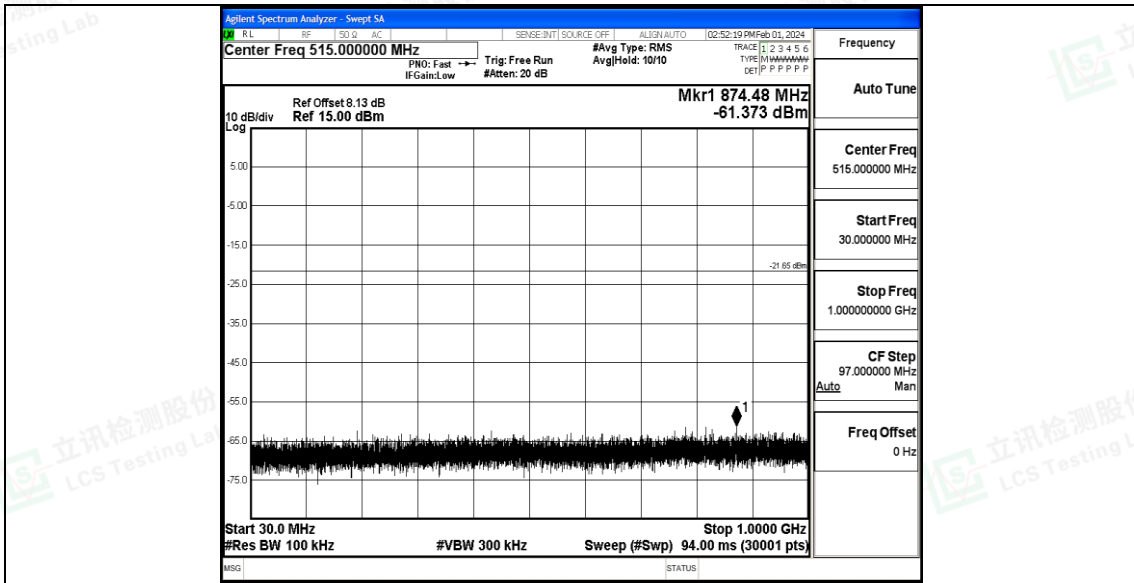 Agilent Spectrum Analyzer - Swept SA
RL RF 50 Ω AC SENSE:INT SOURCE OFF ALIGN AUTO 02:52:19 PM Feb 01, 2024
Center Freq 515.000000 MHz
PNO: Fast
IFGain:Low
Trig: Free Run
#Atten: 20 dB
#Avg Type: RMS
Avg|Hold: 10/10
TRACE 1 2 3 4 5 6
TYPE M WWWWW
DET P P P P P P
Frequency
Auto Tune
Center Freq
515.000000 MHz
Start Freq
30.000000 MHz
Stop Freq
1.000000000 GHz
CF Step
97.000000 MHz
Auto Man
Freq Offset
0 Hz
Mkr1 874.48 MHz
-61.373 dBm
Ref Offset 8.13 dB
10 dB/div Ref 15.00 dBm
Log
5.00
-5.00
-15.0
-21.65 dBm
-25.0
-35.0
-45.0
-55.0
1
-65.0
-75.0
Start 30.0 MHz Stop 1.0000 GHz
#Res BW 100 kHz #VBW 300 kHz Sweep (#Swp) 94.00 ms (30001 pts)
MSG STATUS
立讯检测股份
LCS Testing Lab
立讯检测股份
LCS Testing L